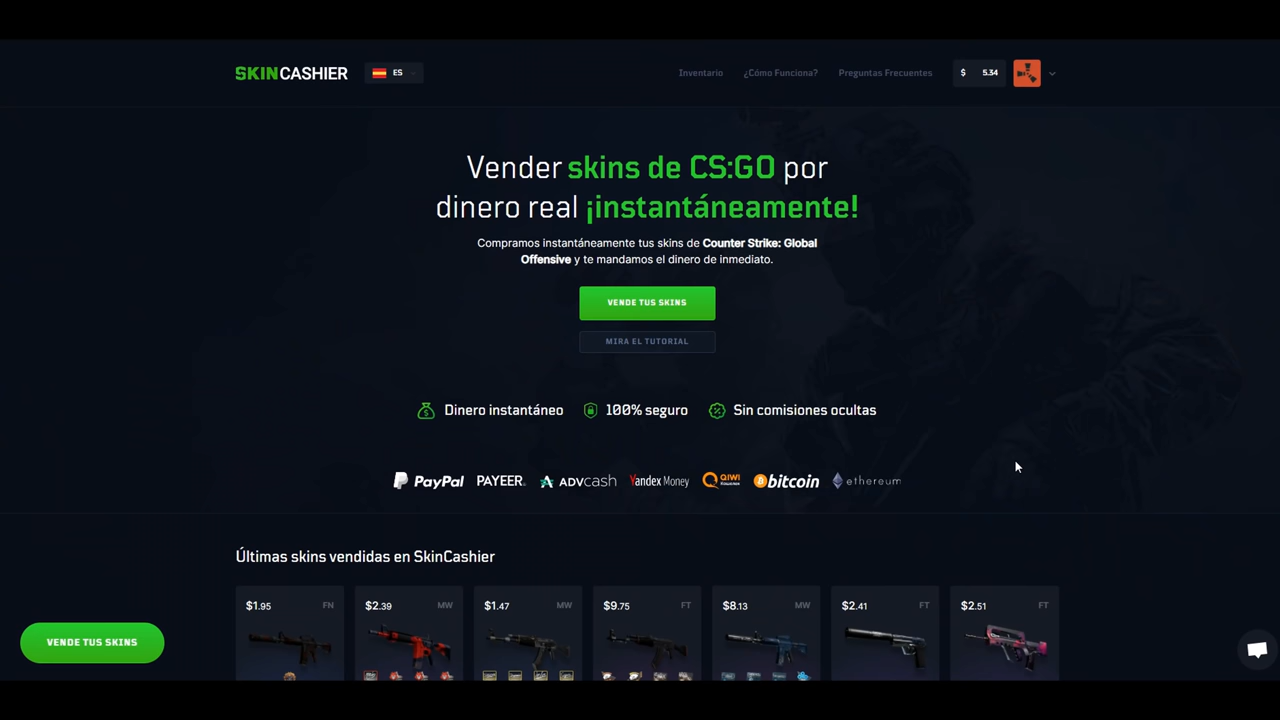 SKINCASHIER
ES
Inventario
¿Cómo Funciona?
Preguntas Frecuentes
$ 5.34
Vender skins de CS:GO por
dinero real ¡instantáneamente!
Compramos instantáneamente tus skins de Counter Strike: Global
Offensive y te mandamos el dinero de inmediato.
VENDE TUS SKINS
MIRA EL TUTORIAL
Dinero instantáneo
100% seguro
Sin comisiones ocultas
PayPal
PAYEER
ADVcash
Yandex Money
QIWI
bitcoin
ethereum
Últimas skins vendidas en SkinCashier
$1.95 FN
$2.39 MW
$1.47 MW
$9.75 FT
$8.13 MW
$2.41 FT
$2.51 FT
VENDE TUS SKINS